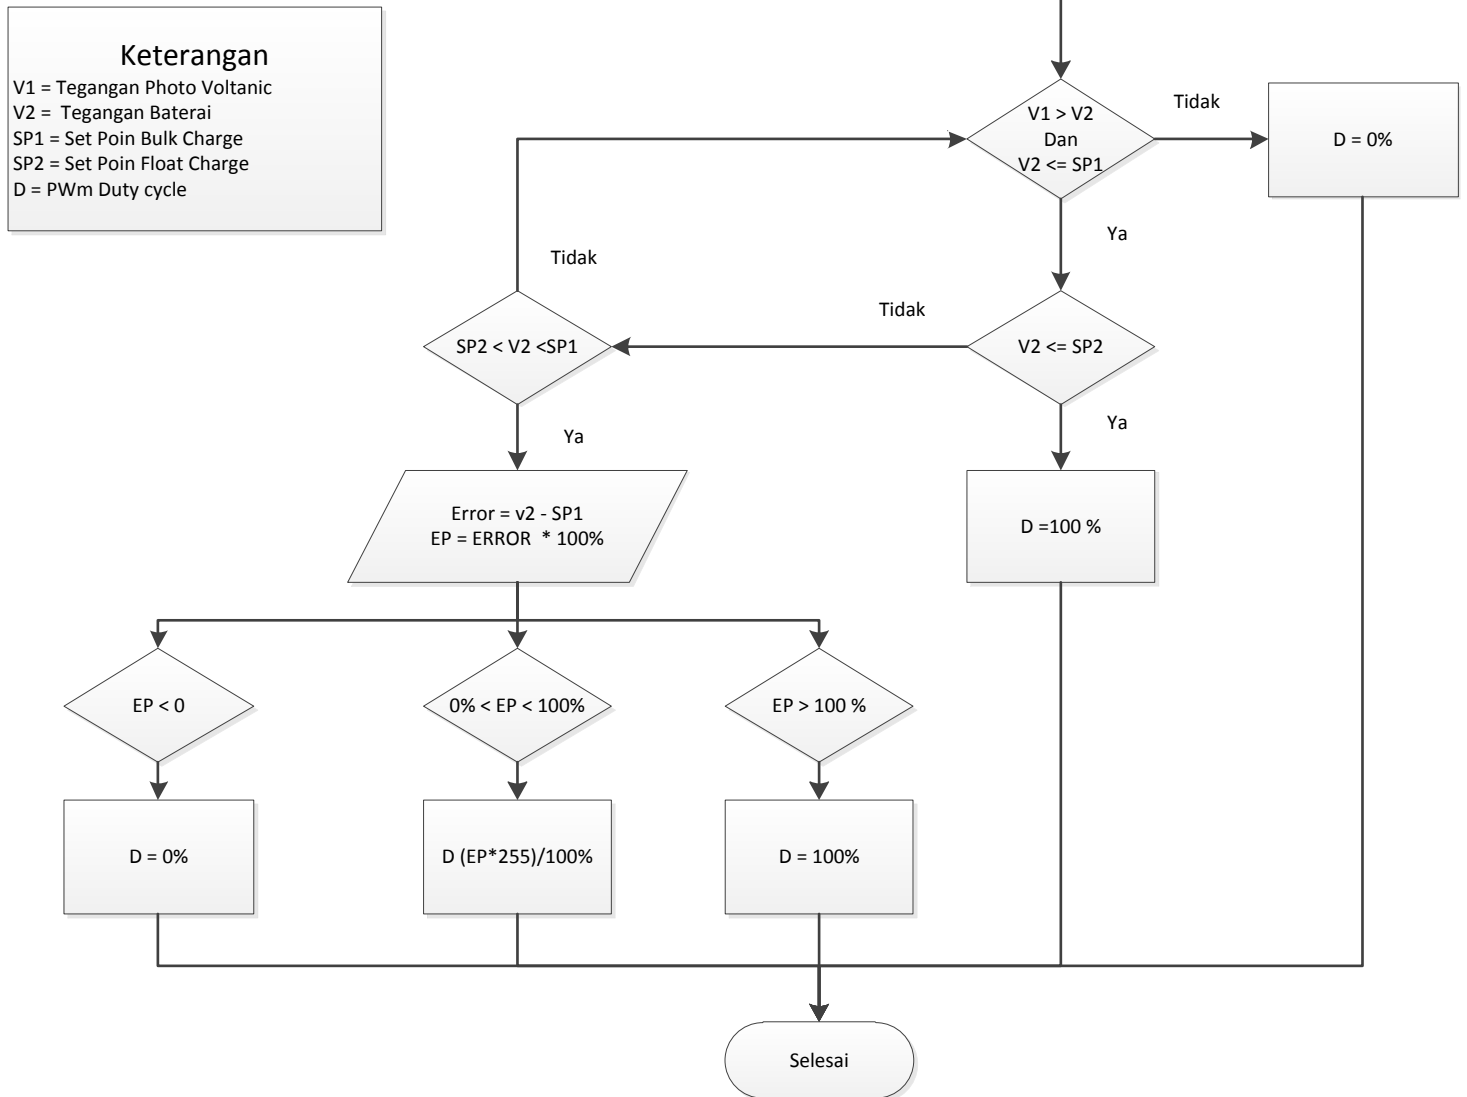 Keterangan
V1 = Tegangan Photo Voltanic
V2 =  Tegangan Baterai
SP1 = Set Poin Bulk Charge
SP2 = Set Poin Float Charge
D = PWm Duty cycle
V1 > V2
Dan
V2 <= SP1
Tidak
D = 0%
Ya
Tidak
SP2 < V2 <SP1
Tidak
V2 <= SP2
Ya
Ya
Error = v2 - SP1
EP = ERROR  * 100%
D =100 %
EP < 0
0% < EP < 100%
EP > 100 %
D = 0%
D (EP*255)/100%
D = 100%
Selesai